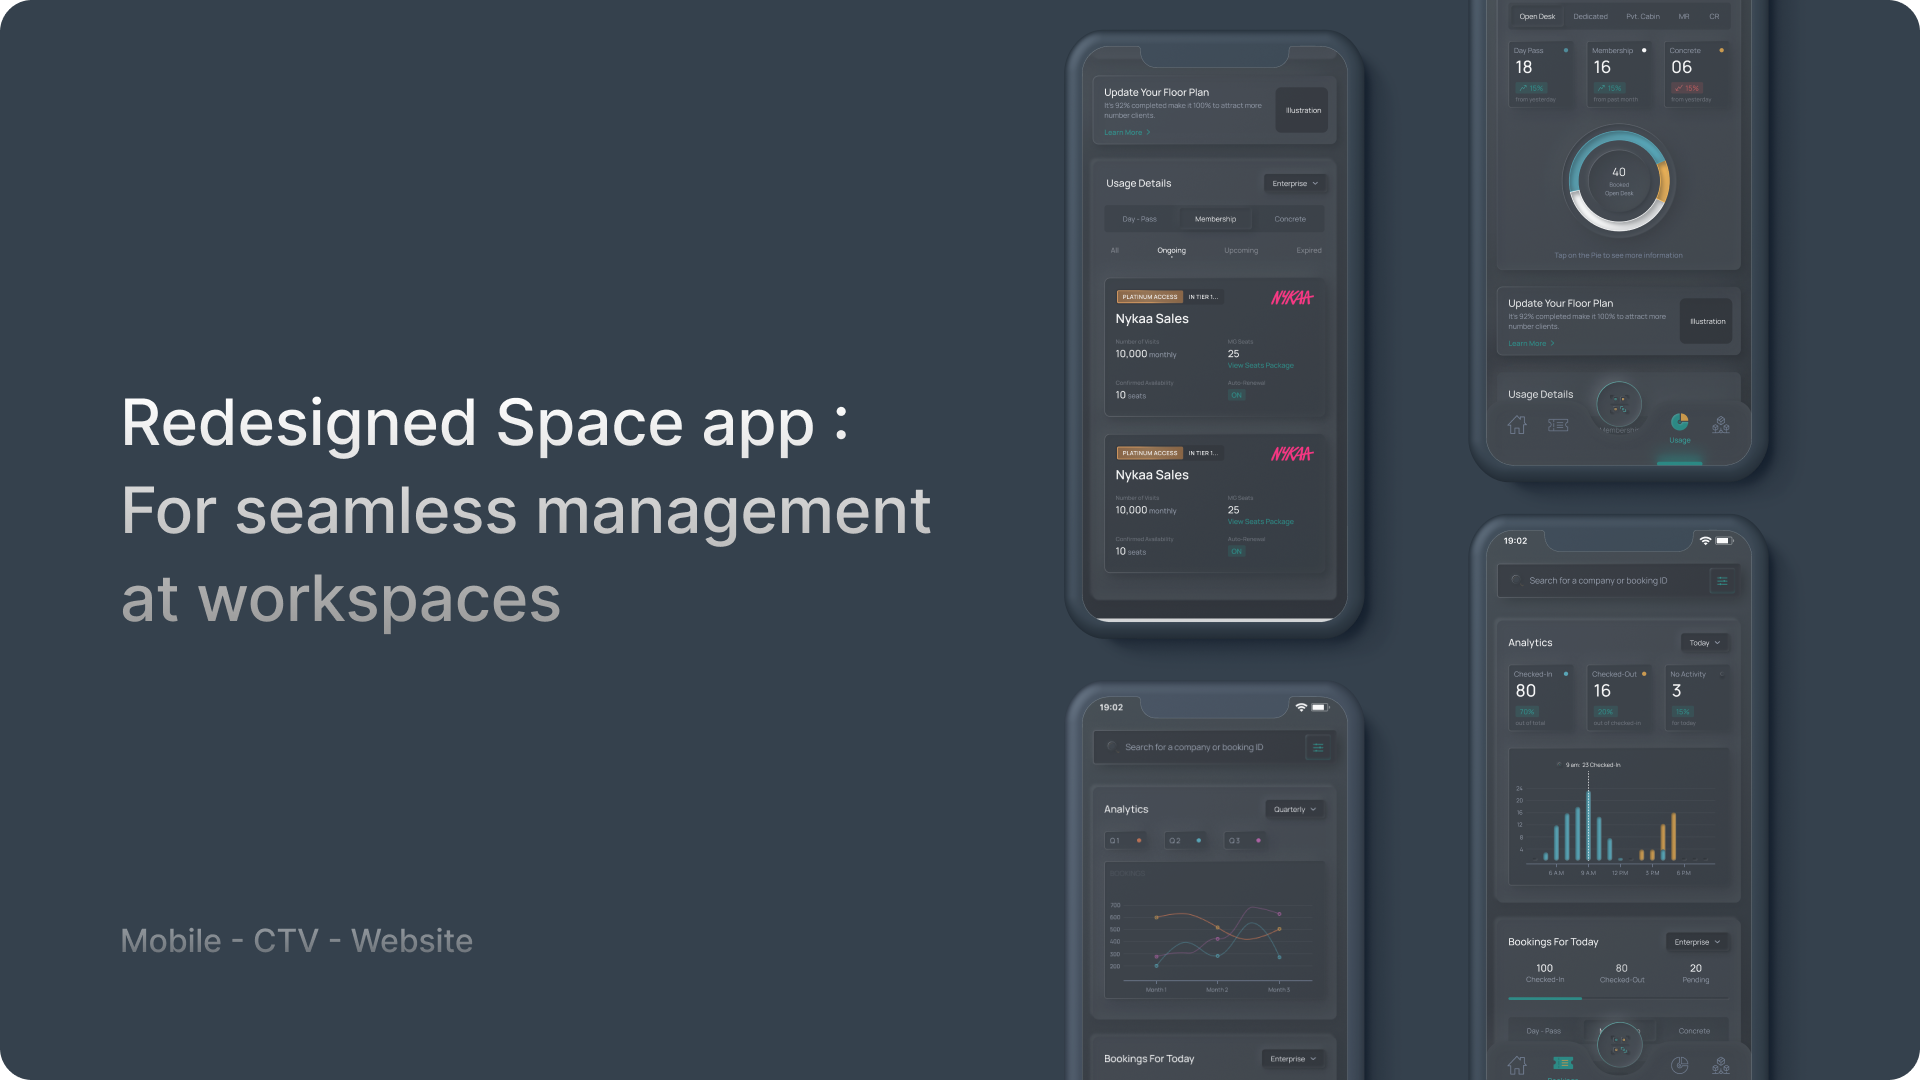 Redesigned Space app :
For seamless management
at workspaces
Mobile - CTV - Website
Update Your Floor Plan
It's 92% completed make it 100% to attract more
number clients.
Learn More
Illustration
Usage Details
Enterprise
Day - Pass
Membership
Concrete
All
Ongoing
Upcoming
Expired
PLATINUM ACCESS
IN TIER 1...
NYKAA
Nykaa Sales
Number of Visits
10,000 monthly
MO Seats
25
View Seats Package
Confirmed Availability
10 seats
Auto-Renewal
ON
PLATINUM ACCESS
IN TIER 1...
NYKAA
Nykaa Sales
Number of Visits
10,000 monthly
MO Seats
25
View Seats Package
Confirmed Availability
10 seats
Auto-Renewal
ON
19:02
Search for a company or booking ID
Analytics
Quarterly
Q1
Q2
Q3
BOOKINGS
700
600
500
400
300
200
Month 1
Month 2
Month 3
Bookings For Today
Enterprise
Open Desk
Dedicated
Pvt. Cabin
MR
CR
Day Pass
18
15%
from yesterday
Membership
16
15%
from past month
Concrete
06
15%
from yesterday
40
Booked
Open Desk
Tap on the Pie to see more information
Update Your Floor Plan
It's 92% completed make it 100% to attract more
number clients.
Learn More
Illustration
Usage Details
Membership
Usage
19:02
Search for a company or booking ID
Analytics
Today
Checked-In
80
70%
out of total
Checked-Out
16
20%
out of checked-in
No Activity
3
15%
for today
9 am: 23 Checked-In
24
20
16
12
8
4
6 AM
9 AM
12 PM
3 PM
6 PM
Bookings For Today
Enterprise
100
Checked-In
80
Checked-Out
20
Pending
Day - Pass
Concrete